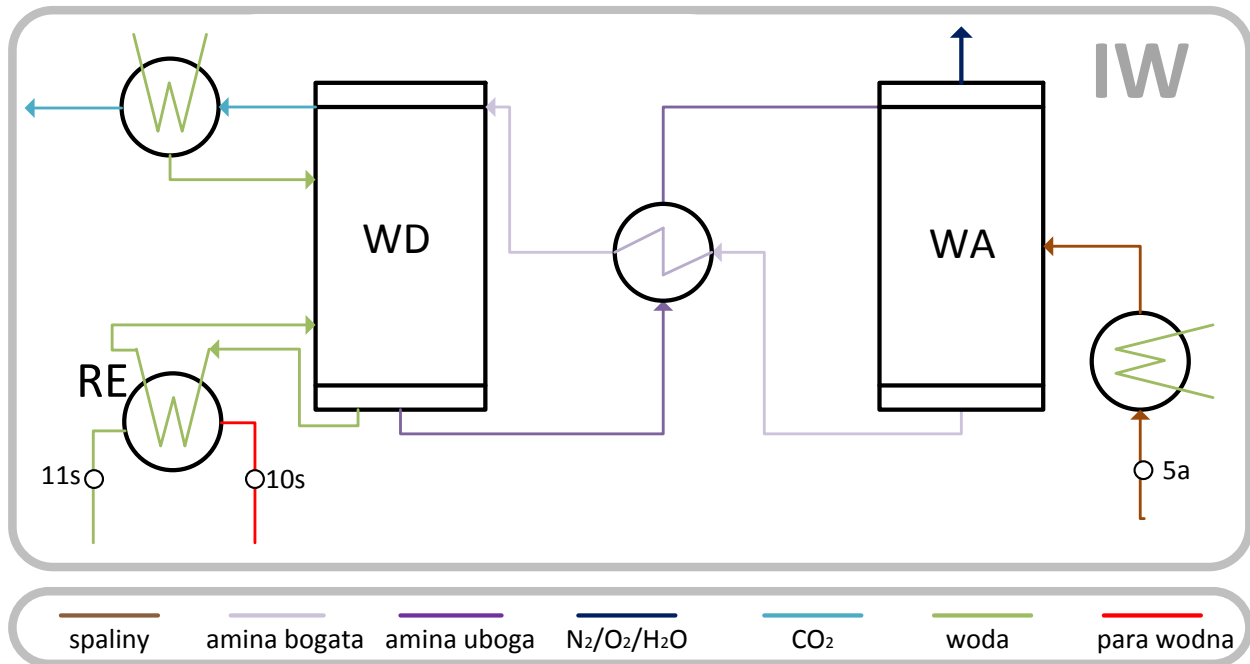 IW
WD
WA
RE
11s
10s
5a
spaliny
amina bogata
amina uboga
N₂/O₂/H₂O
CO₂
woda
para wodna